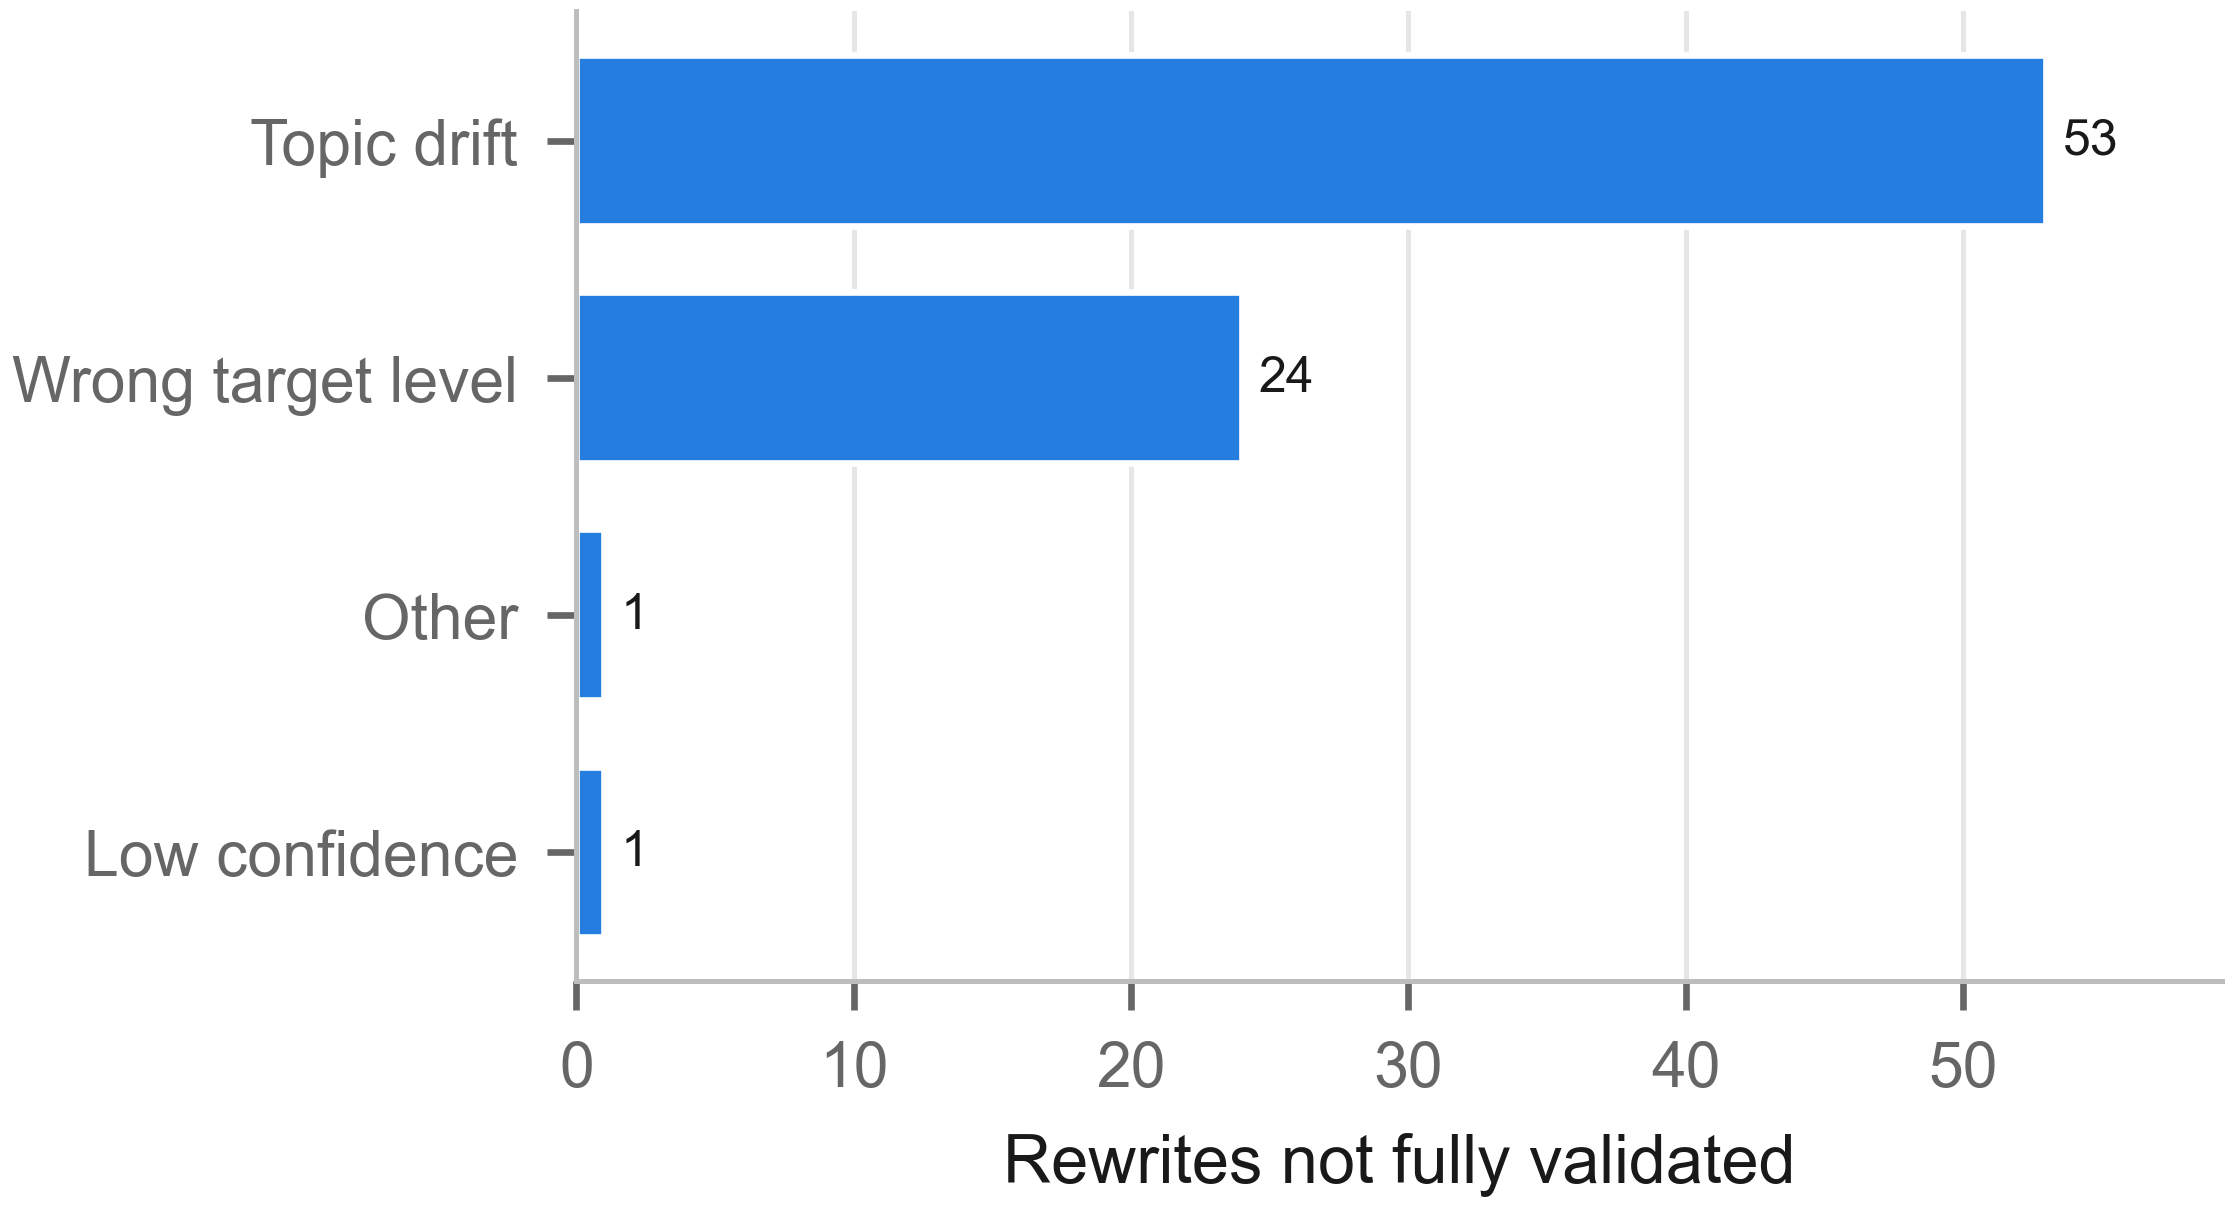 Topic drift
53
Wrong target level
24
Other
1
Low confidence
1
0 10 20 30 40 50
Rewrites not fully validated